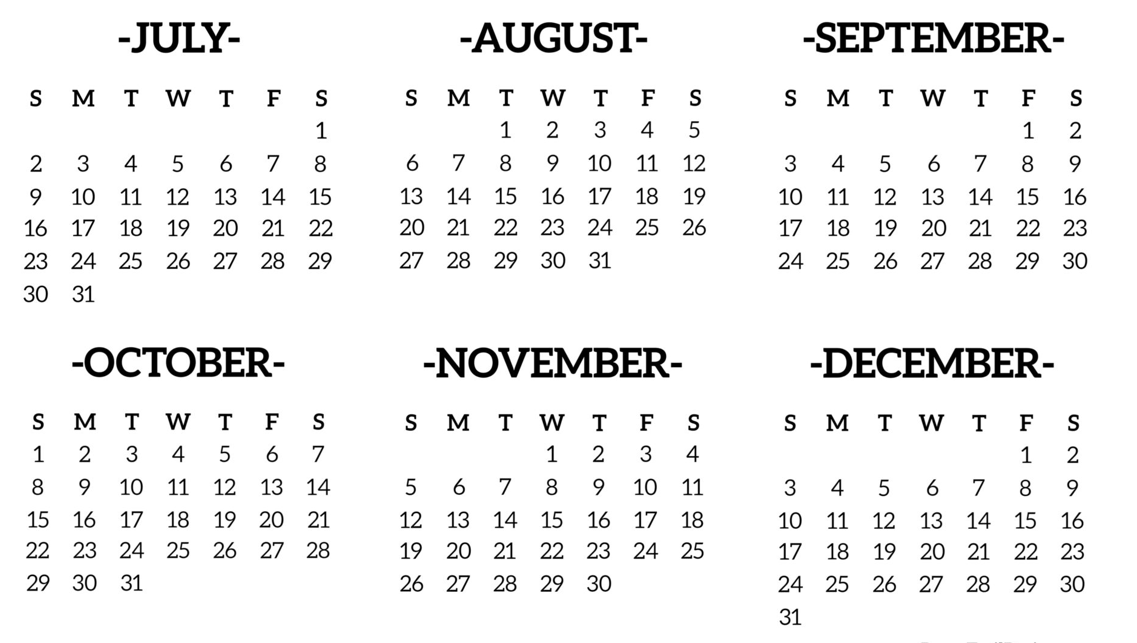 -JULY-
S M T W T F S
1
2 3 4 5 6 7 8
9 10 11 12 13 14 15
16 17 18 19 20 21 22
23 24 25 26 27 28 29
30 31
-AUGUST-
S M T W T F S
1 2 3 4 5
6 7 8 9 10 11 12
13 14 15 16 17 18 19
20 21 22 23 24 25 26
27 28 29 30 31
-SEPTEMBER-
S M T W T F S
1 2
3 4 5 6 7 8 9
10 11 12 13 14 15 16
17 18 19 20 21 22 23
24 25 26 27 28 29 30
-OCTOBER-
S M T W T F S
1 2 3 4 5 6 7
8 9 10 11 12 13 14
15 16 17 18 19 20 21
22 23 24 25 26 27 28
29 30 31
-NOVEMBER-
S M T W T F S
1 2 3 4
5 6 7 8 9 10 11
12 13 14 15 16 17 18
19 20 21 22 23 24 25
26 27 28 29 30
-DECEMBER-
S M T W T F S
1 2
3 4 5 6 7 8 9
10 11 12 13 14 15 16
17 18 19 20 21 22 23
24 25 26 27 28 29 30
31